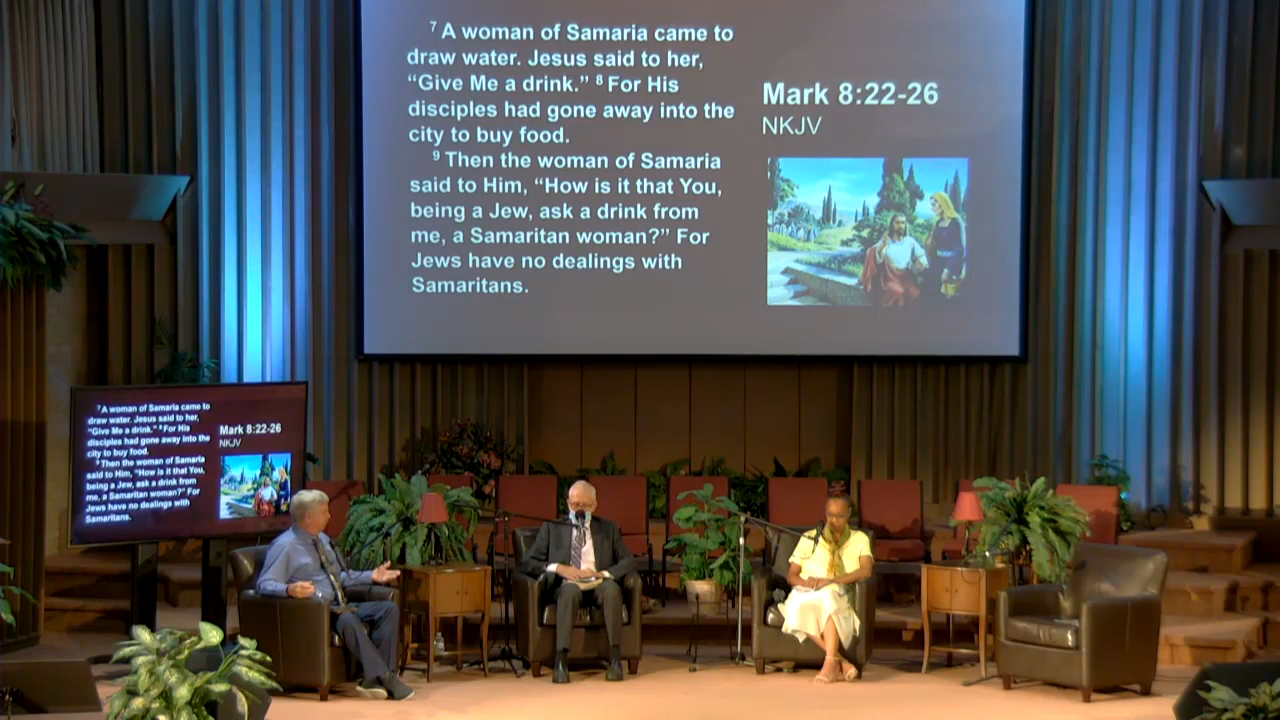 7 A woman of Samaria came to
draw water. Jesus said to her,
“Give Me a drink.” 8 For His
disciples had gone away into the
city to buy food.
9 Then the woman of Samaria
said to Him, “How is it that You,
being a Jew, ask a drink from
me, a Samaritan woman?” For
Jews have no dealings with
Samaritans.
Mark 8:22-26
NKJV
7 A woman of Samaria came to
draw water. Jesus said to her,
“Give Me a drink.” 8 For His
disciples had gone away into the
city to buy food.
9 Then the woman of Samaria
said to Him, “How is it that You,
being a Jew, ask a drink from
me, a Samaritan woman?” For
Jews have no dealings with
Samaritans.
Mark 8:22-26
NKJV